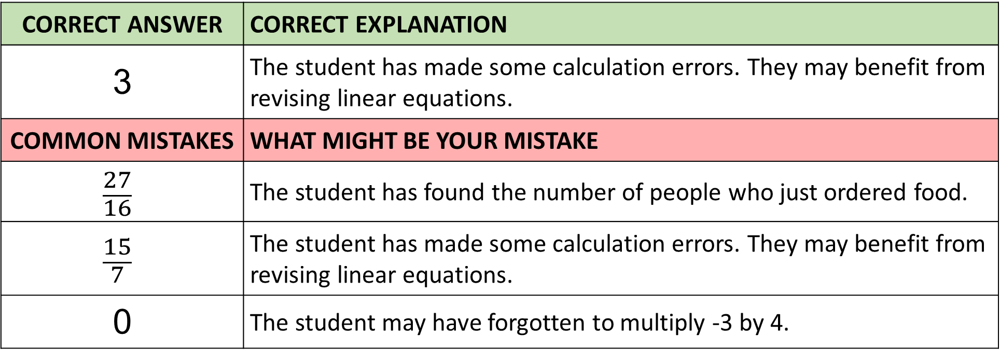 CORRECT ANSWER CORRECT EXPLANATION
3 The student has made some calculation errors. They may benefit from
revising linear equations.
COMMON MISTAKES WHAT MIGHT BE YOUR MISTAKE
27/16 The student has found the number of people who just ordered food.
15/7 The student has made some calculation errors. They may benefit from
revising linear equations.
0 The student may have forgotten to multiply -3 by 4.